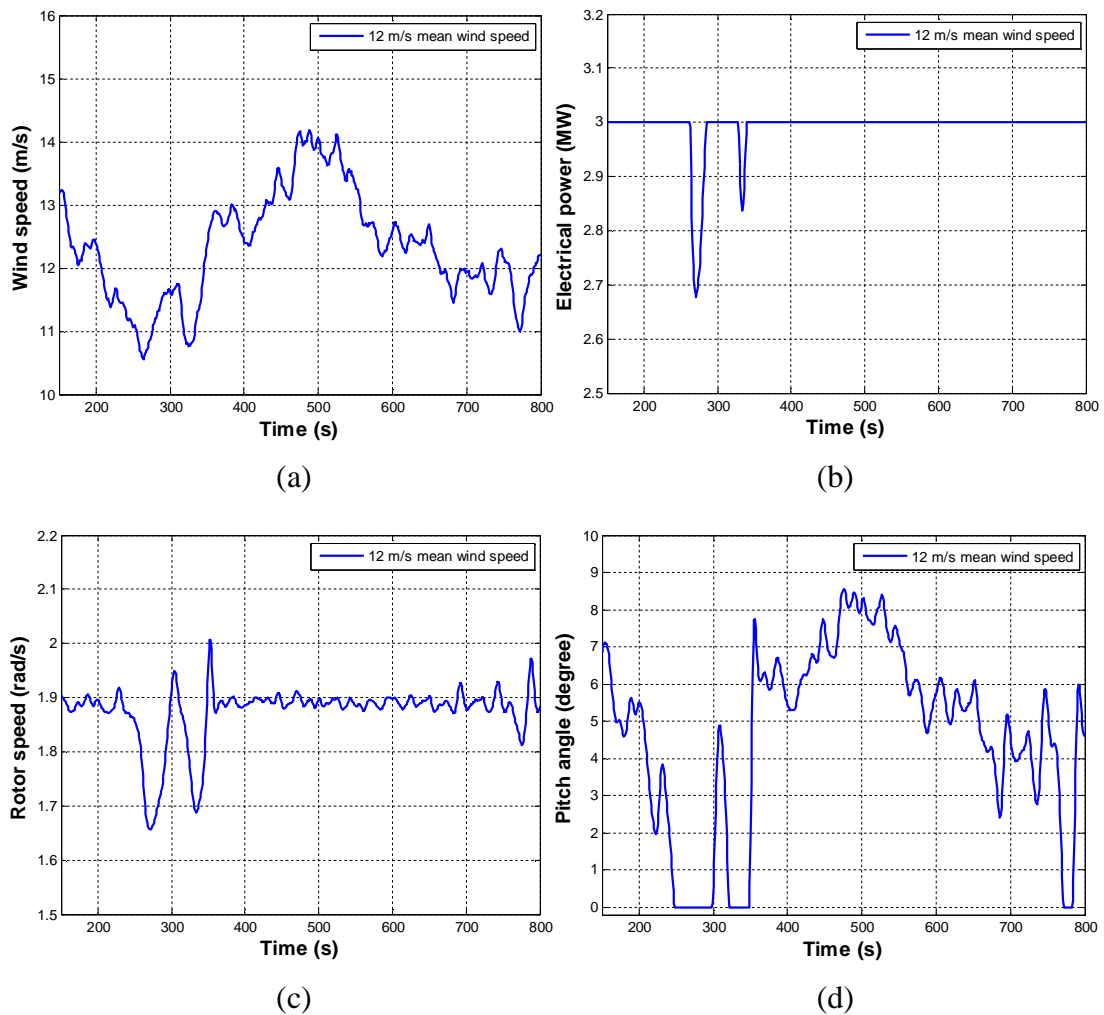 16
15
14
13
12
11
10
Wind speed (m/s)
12 m/s mean wind speed
200 300 400 500 600 700 800
Time (s)
(a)
3.2
3.1
3
2.9
2.8
2.7
2.6
2.5
Electrical power (MW)
12 m/s mean wind speed
200 300 400 500 600 700 800
Time (s)
(b)
2.2
2.1
2
1.9
1.8
1.7
1.6
1.5
Rotor speed (rad/s)
12 m/s mean wind speed
200 300 400 500 600 700 800
Time (s)
(c)
10
9
8
7
6
5
4
3
2
1
0
Pitch angle (degree)
12 m/s mean wind speed
200 300 400 500 600 700 800
Time (s)
(d)